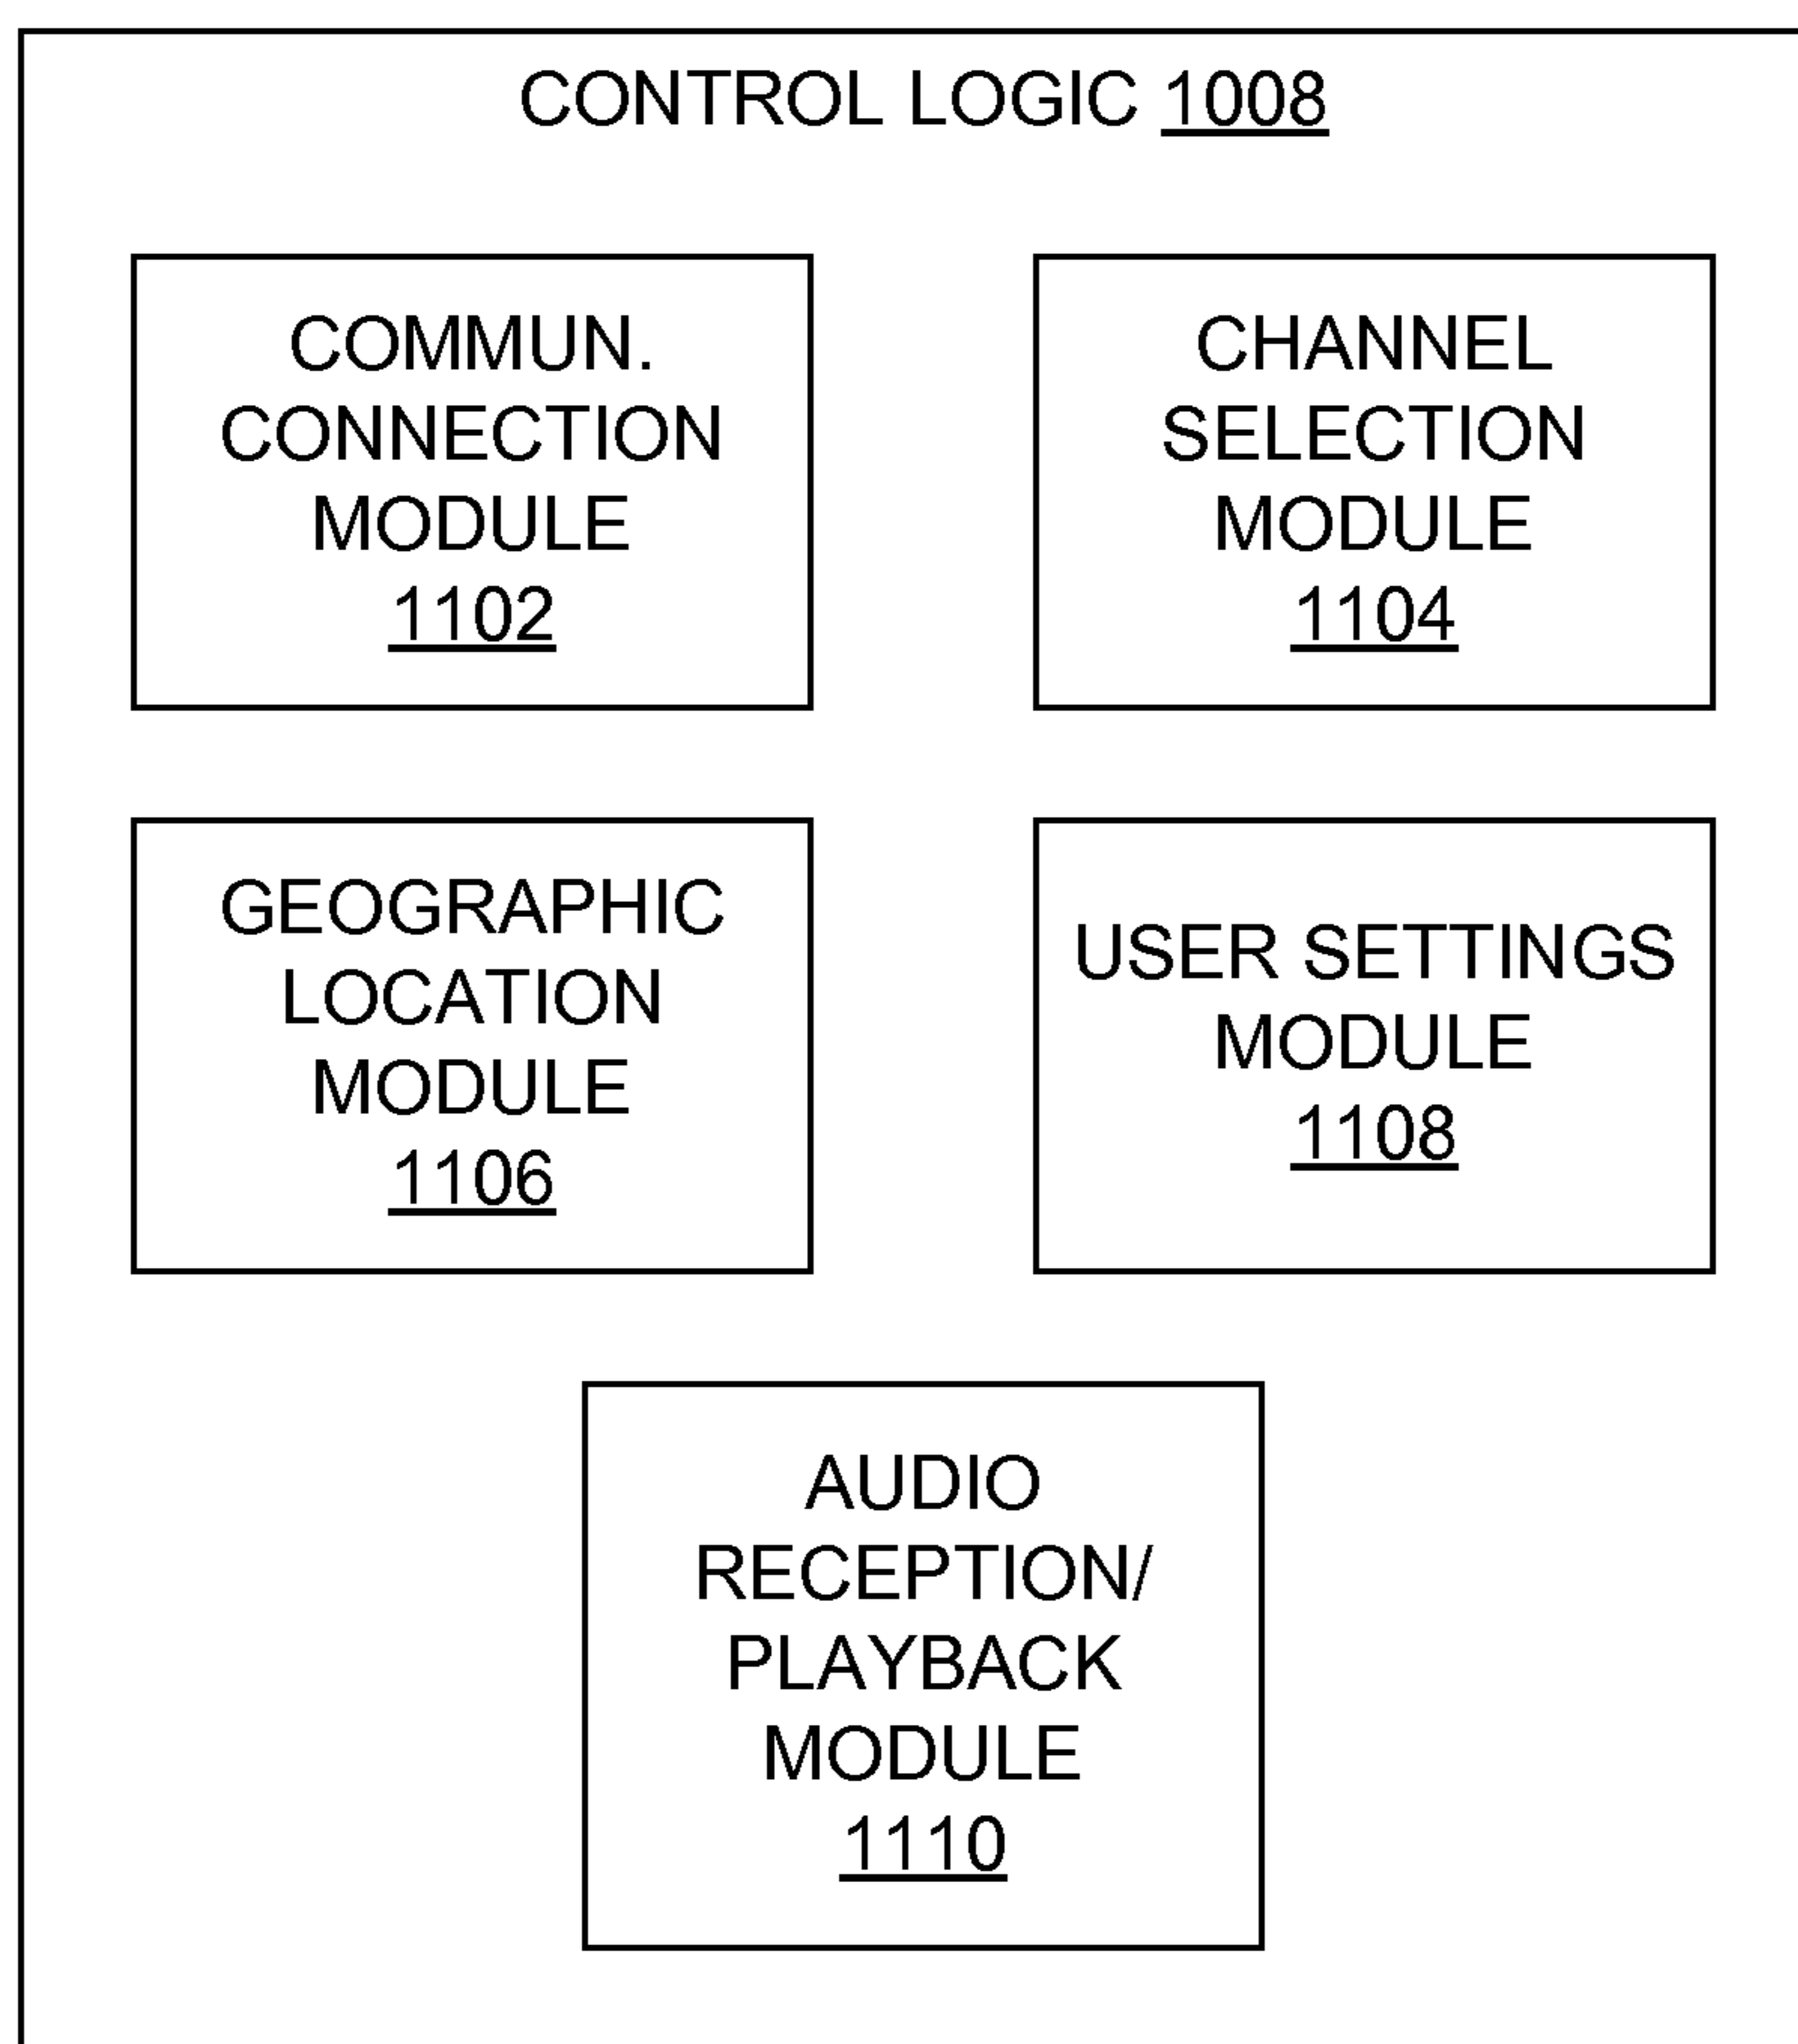 CONTROL LOGIC 1008
COMMUN.
CONNECTION
MODULE
1102
CHANNEL
SELECTION
MODULE
1104
GEOGRAPHIC
LOCATION
MODULE
1106
USER SETTINGS
MODULE
1108
AUDIO
RECEPTION/
PLAYBACK
MODULE
1110